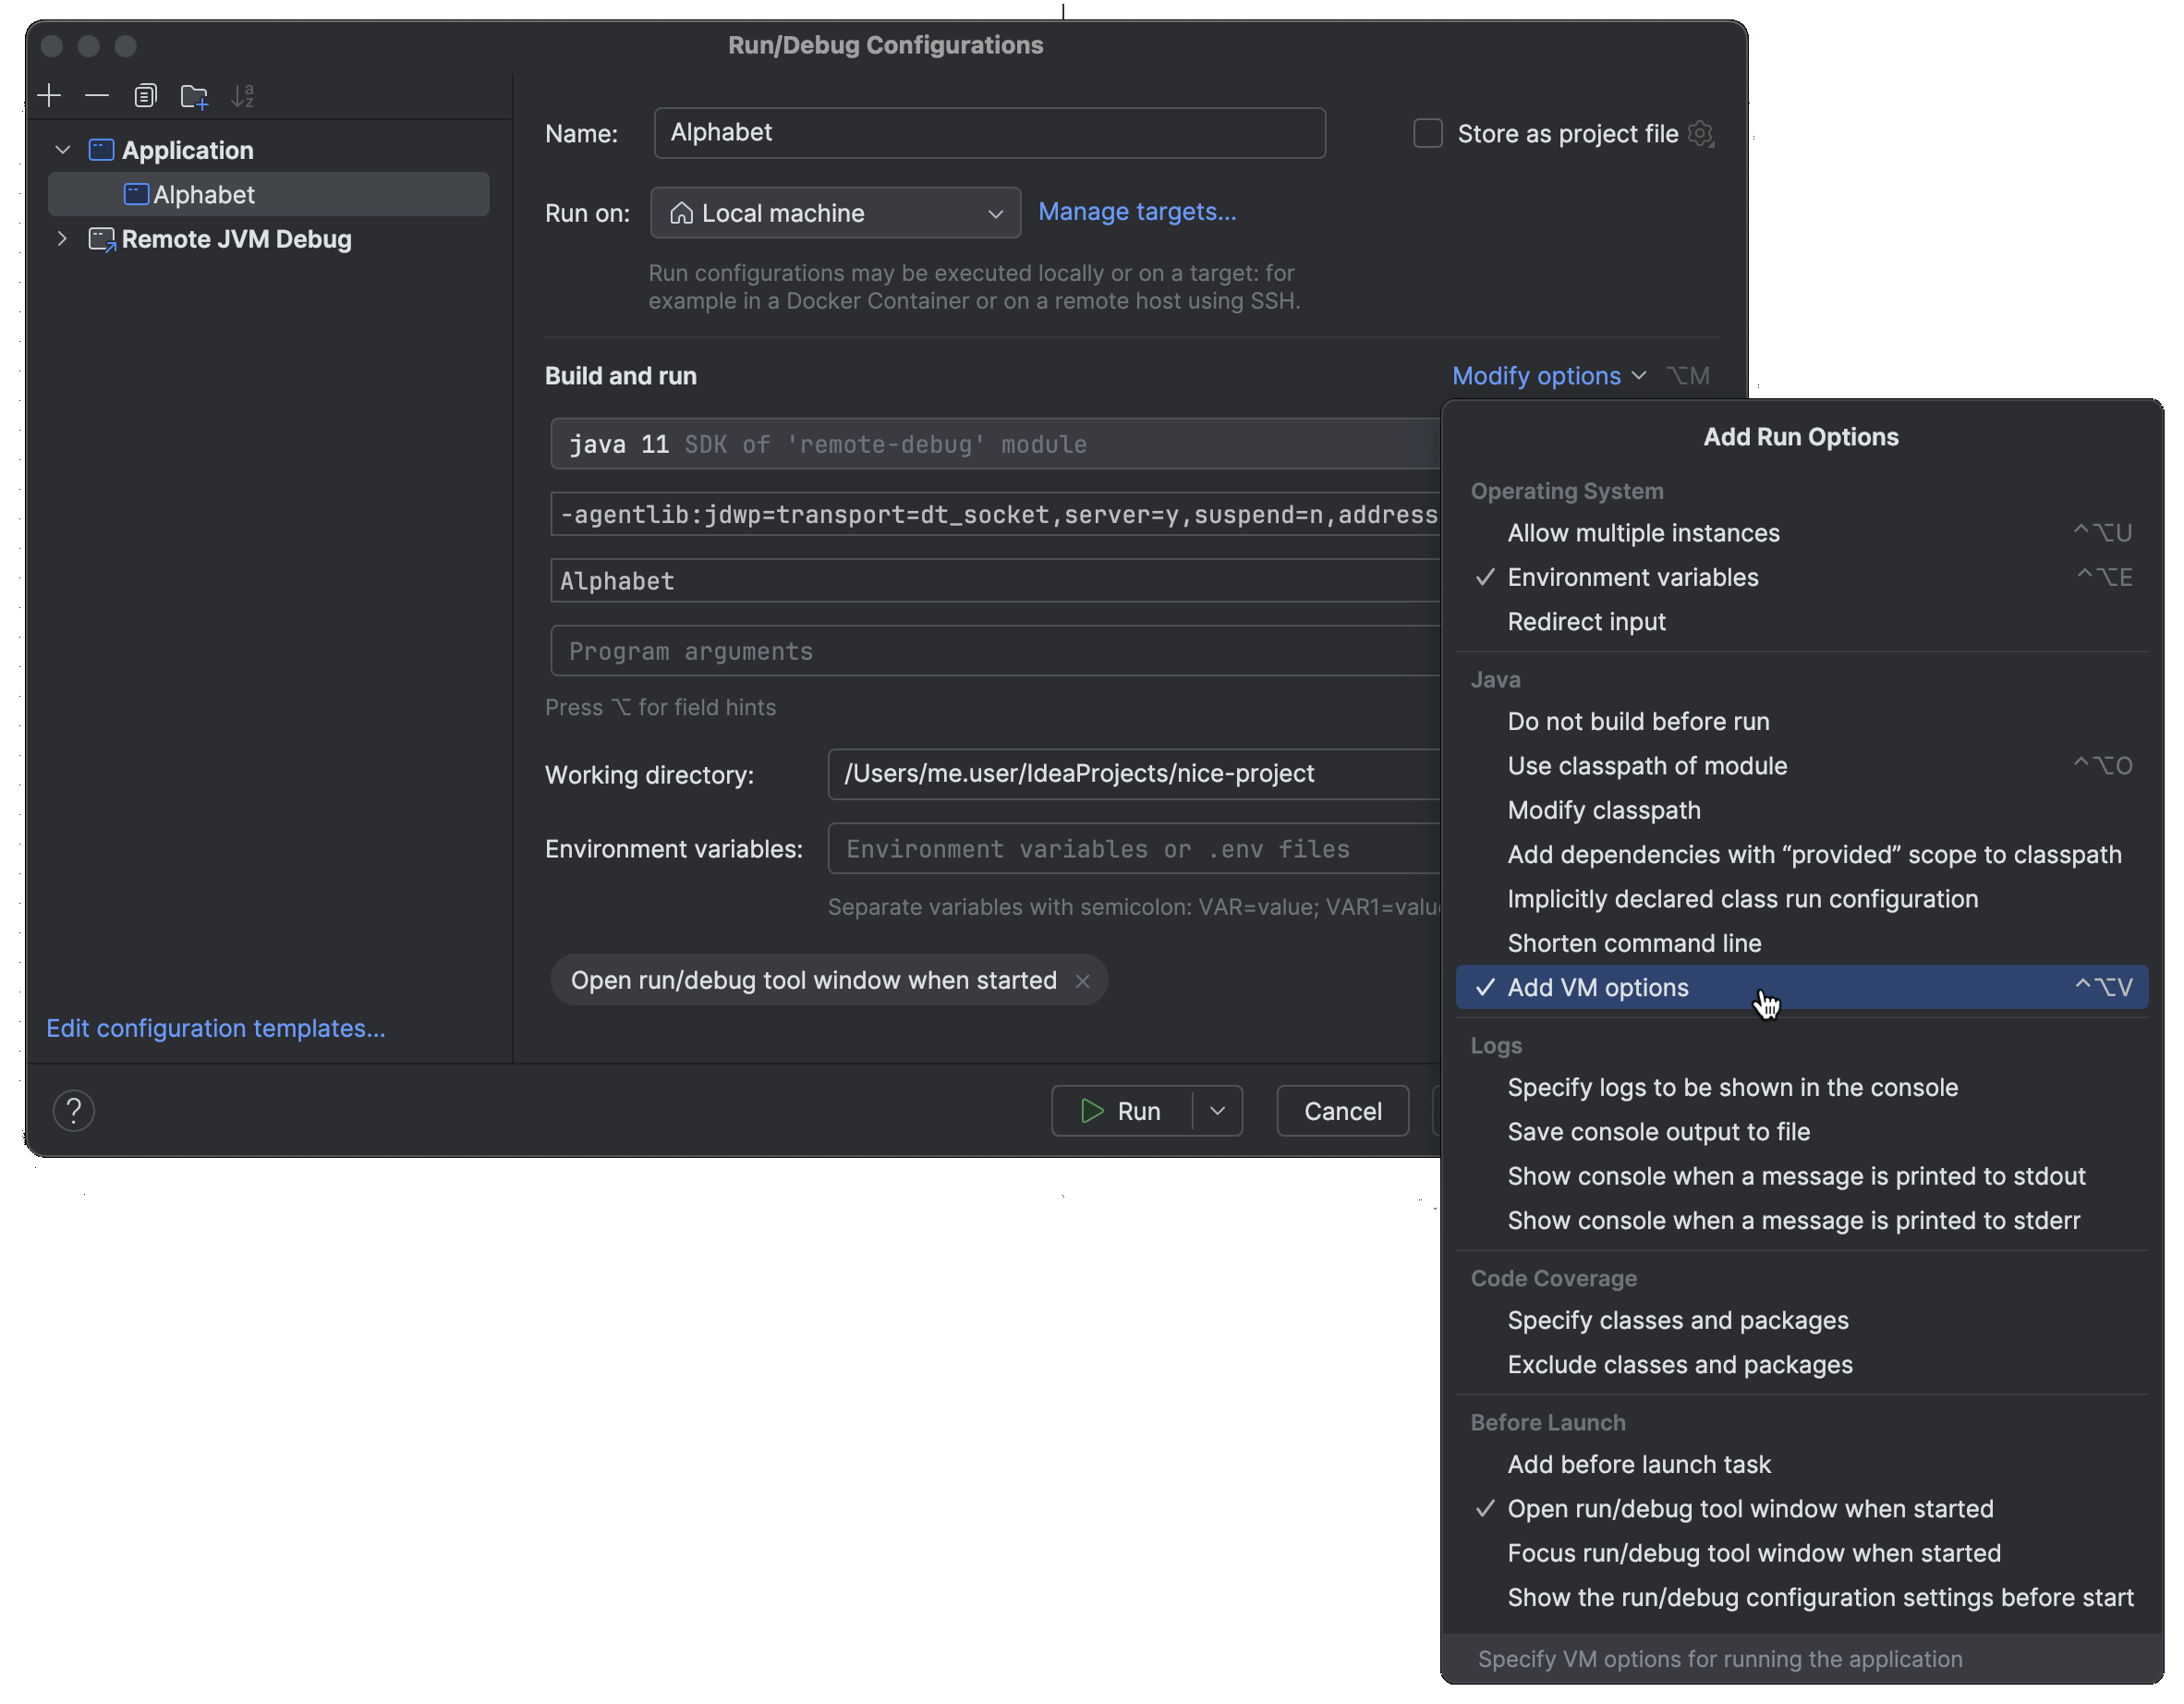 Run/Debug Configurations
Application
Alphabet
Remote JVM Debug
Edit configuration templates...
Name:
Alphabet
Store as project file
Run on:
Local machine
Manage targets...
Run configurations may be executed locally or on a target: for
example in a Docker Container or on a remote host using SSH.
Build and run
Modify options ⌥M
java 11 SDK of 'remote-debug' module
-agentlib:jdwp=transport=dt_socket,server=y,suspend=n,address
Alphabet
Program arguments
Press ⌥ for field hints
Working directory:
/Users/me.user/IdeaProjects/nice-project
Environment variables:
Environment variables or .env files
Separate variables with semicolon: VAR=value; VAR1=valu
Open run/debug tool window when started
?
Run
Cancel
Add Run Options
Operating System
Allow multiple instances ⌃⌥U
Environment variables ⌃⌥E
Redirect input
Java
Do not build before run
Use classpath of module ⌃⌥O
Modify classpath
Add dependencies with “provided” scope to classpath
Implicitly declared class run configuration
Shorten command line
Add VM options ⌃⌥V
Logs
Specify logs to be shown in the console
Save console output to file
Show console when a message is printed to stdout
Show console when a message is printed to stderr
Code Coverage
Specify classes and packages
Exclude classes and packages
Before Launch
Add before launch task
Open run/debug tool window when started
Focus run/debug tool window when started
Show the run/debug configuration settings before start
Specify VM options for running the application